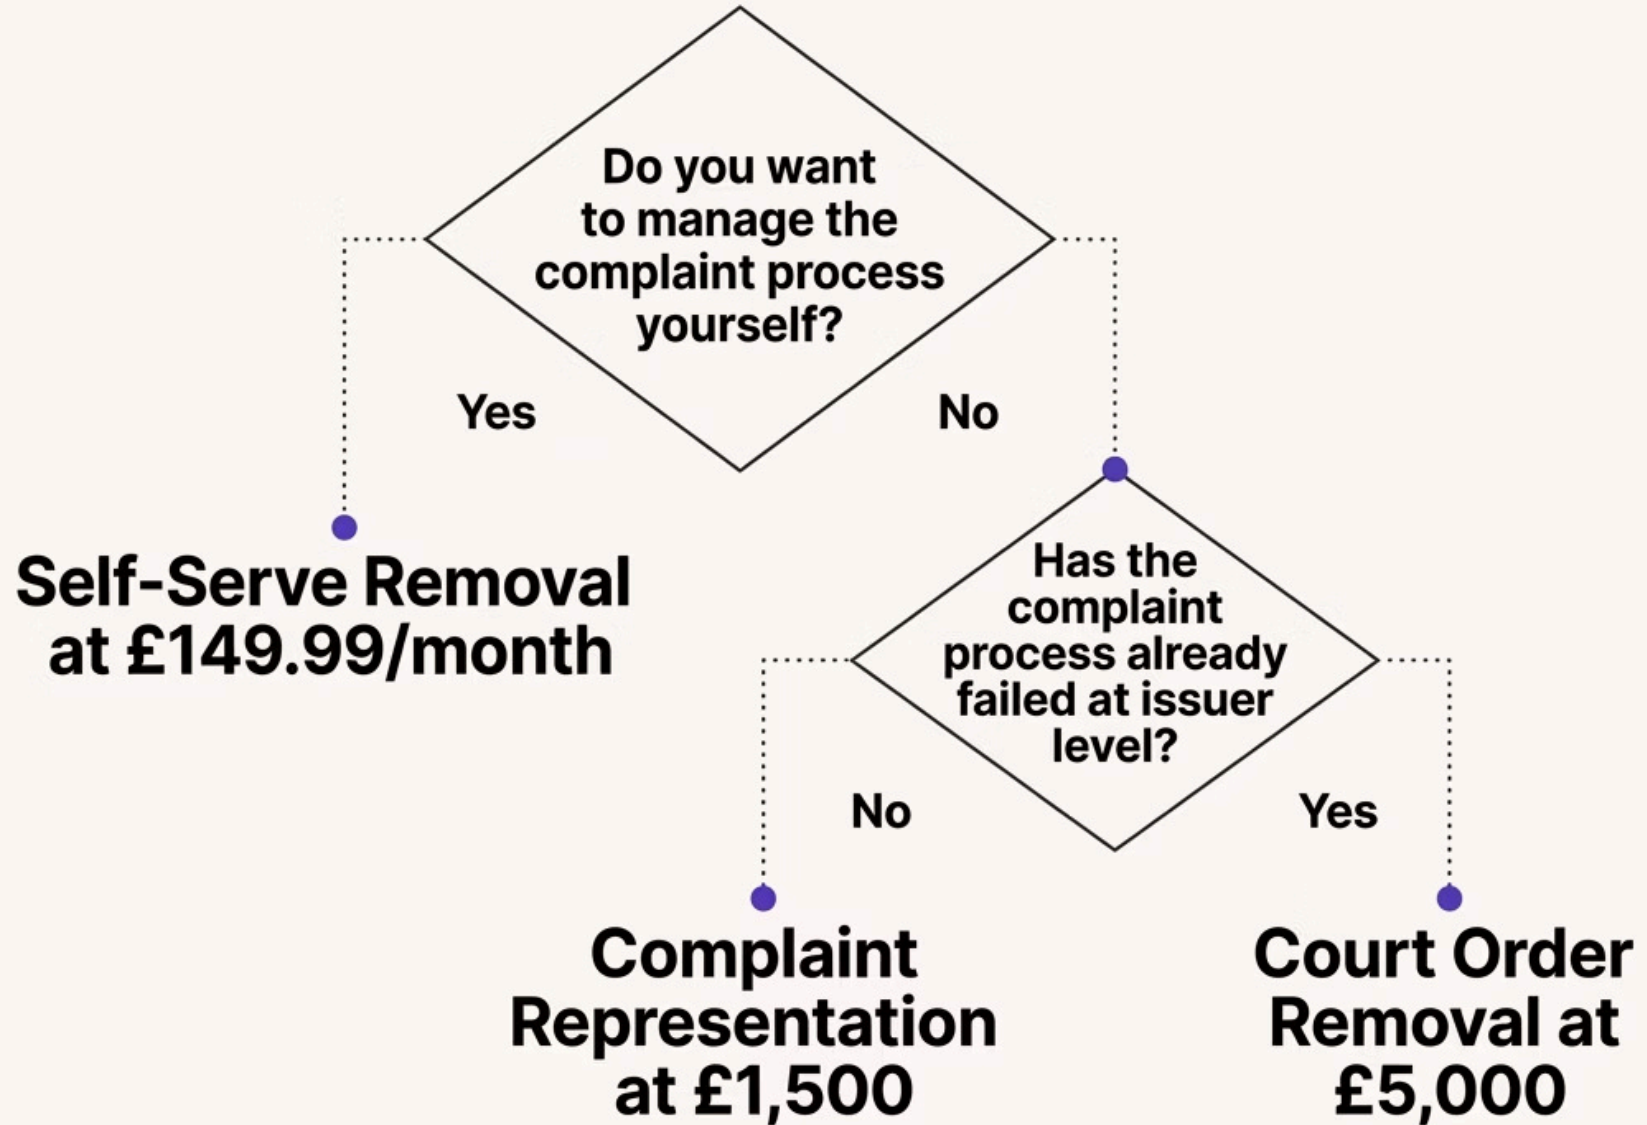 Do you want
to manage the
complaint process
yourself?
Yes
No
Self-Serve Removal
at £149.99/month
Has the
complaint
process already
failed at issuer
level?
No
Yes
Complaint
Representation
at £1,500
Court Order
Removal at
£5,000